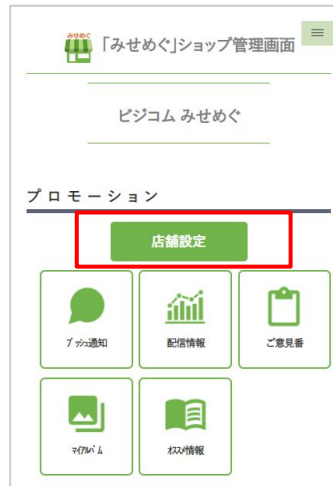 みせめぐ
「みせめぐ」ショップ管理画面
ビジコム みせめぐ
プロモーション
店舗設定
プッシュ通知
配信情報
ご意見番
マイアルバム
オススメ情報